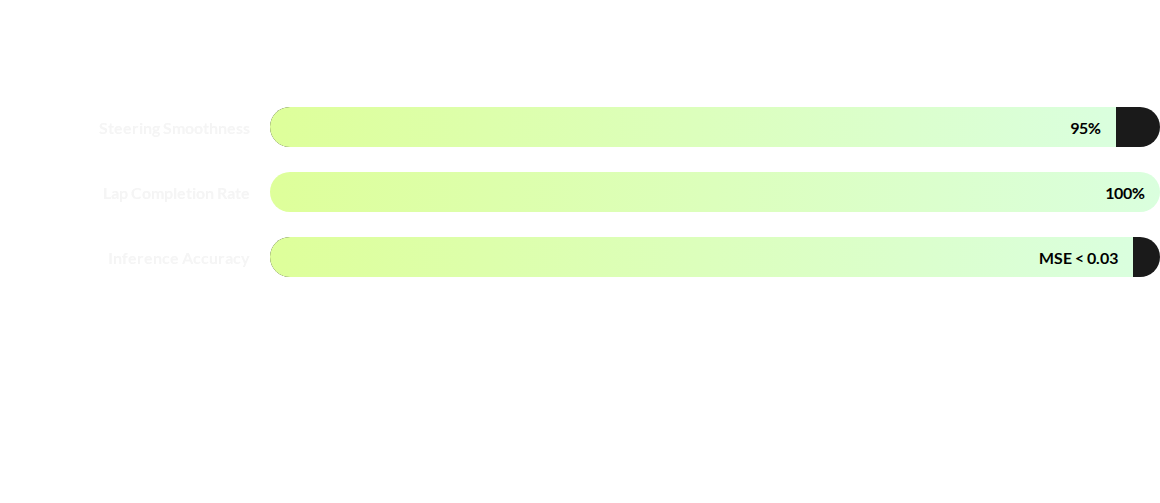 Steering Smoothness 95%
Lap Completion Rate 100%
Inference Accuracy MSE < 0.03